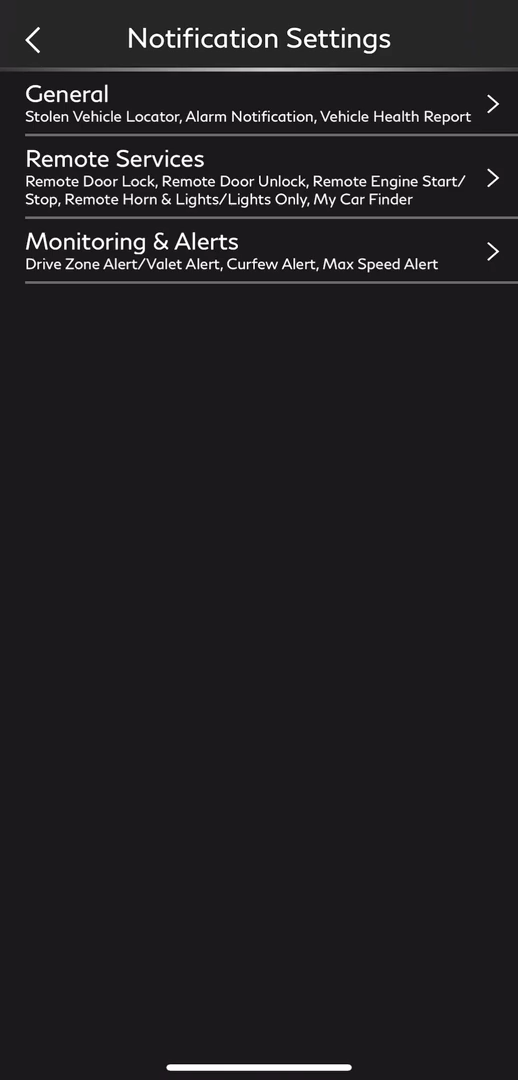 Notification Settings
General
Stolen Vehicle Locator, Alarm Notification, Vehicle Health Report
Remote Services
Remote Door Lock, Remote Door Unlock, Remote Engine Start/
Stop, Remote Horn & Lights/Lights Only, My Car Finder
Monitoring & Alerts
Drive Zone Alert/Valet Alert, Curfew Alert, Max Speed Alert